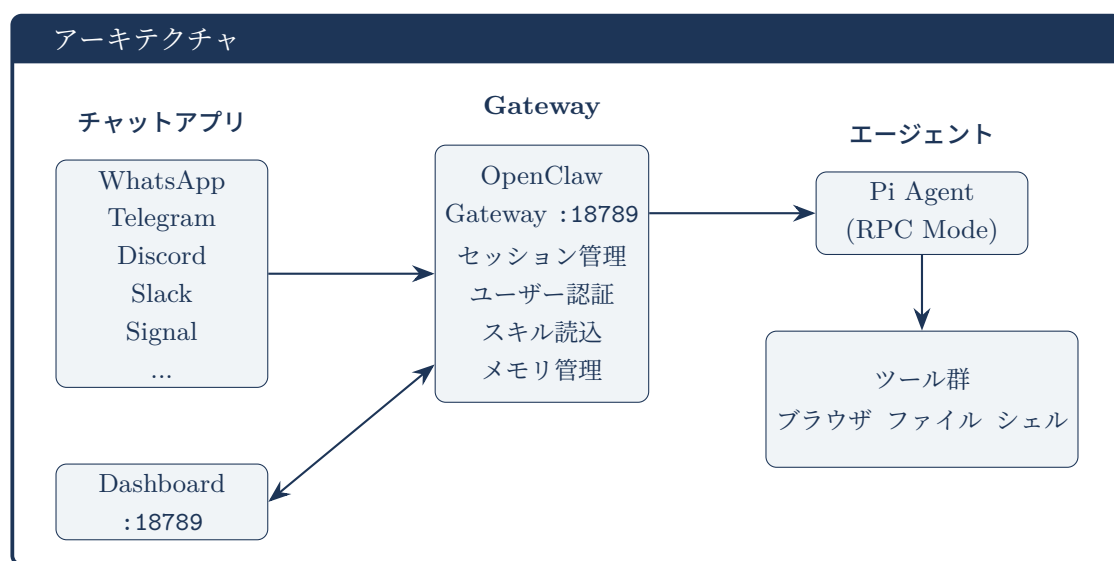 アーキテクチャ
チャットアプリ
WhatsApp
Telegram
Discord
Slack
Signal
...
Dashboard
:18789
Gateway
OpenClaw
Gateway :18789
セッション管理
ユーザー認証
スキル読込
メモリ管理
エージェント
Pi Agent
(RPC Mode)
ツール群
ブラウザ ファイル シェル